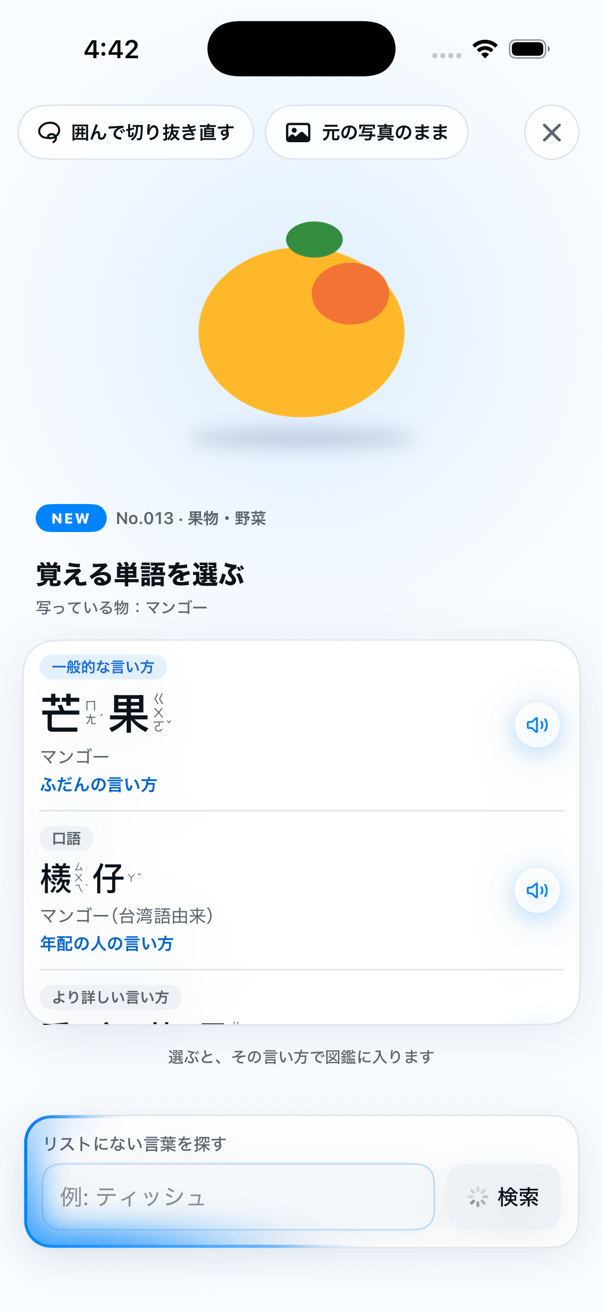 4:42
囲んで切り抜き直す
元の写真のまま
NEW No.013・果物・野菜
覚える単語を選ぶ
写っている物：マンゴー
一般的な言い方
芒ㄇㄤˊ果ㄍㄨㄛˇ
マンゴー
ふだんの言い方
口語
檨ㄙㄨㄟ仔ㄚˋ
マンゴー（台湾語由来）
年配の人の言い方
より詳しい言い方
選ぶと、その言い方で図鑑に入ります
リストにない言葉を探す
例: ティッシュ
検索